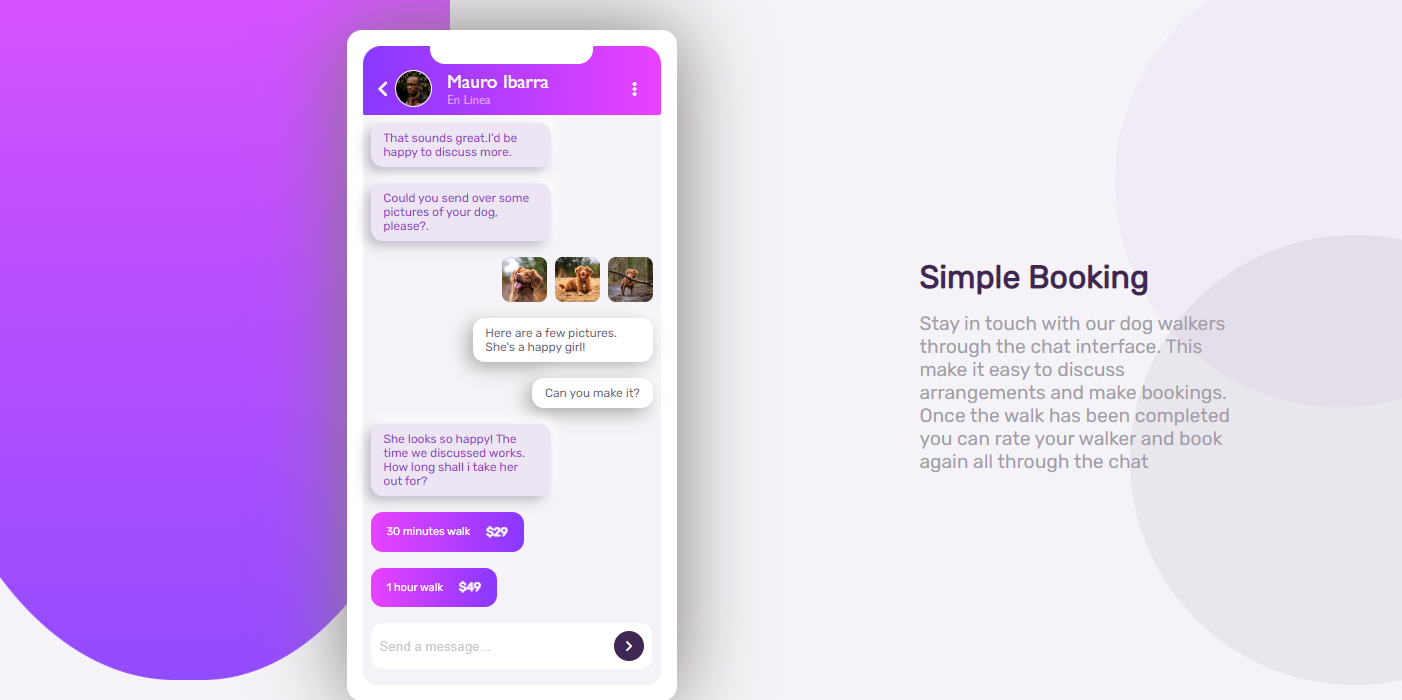 Mauro Ibarra
En Linea
That sounds great.I'd be
happy to discuss more.
Could you send over some
pictures of your dog,
please?.
Here are a few pictures.
She's a happy girl!
Can you make it?
She looks so happy! The
time we discussed works.
How long shall i take her
out for?
30 minutes walk $29
1 hour walk $49
Send a message...
Simple Booking
Stay in touch with our dog walkers
through the chat interface. This
make it easy to discuss
arrangements and make bookings.
Once the walk has been completed
you can rate your walker and book
again all through the chat